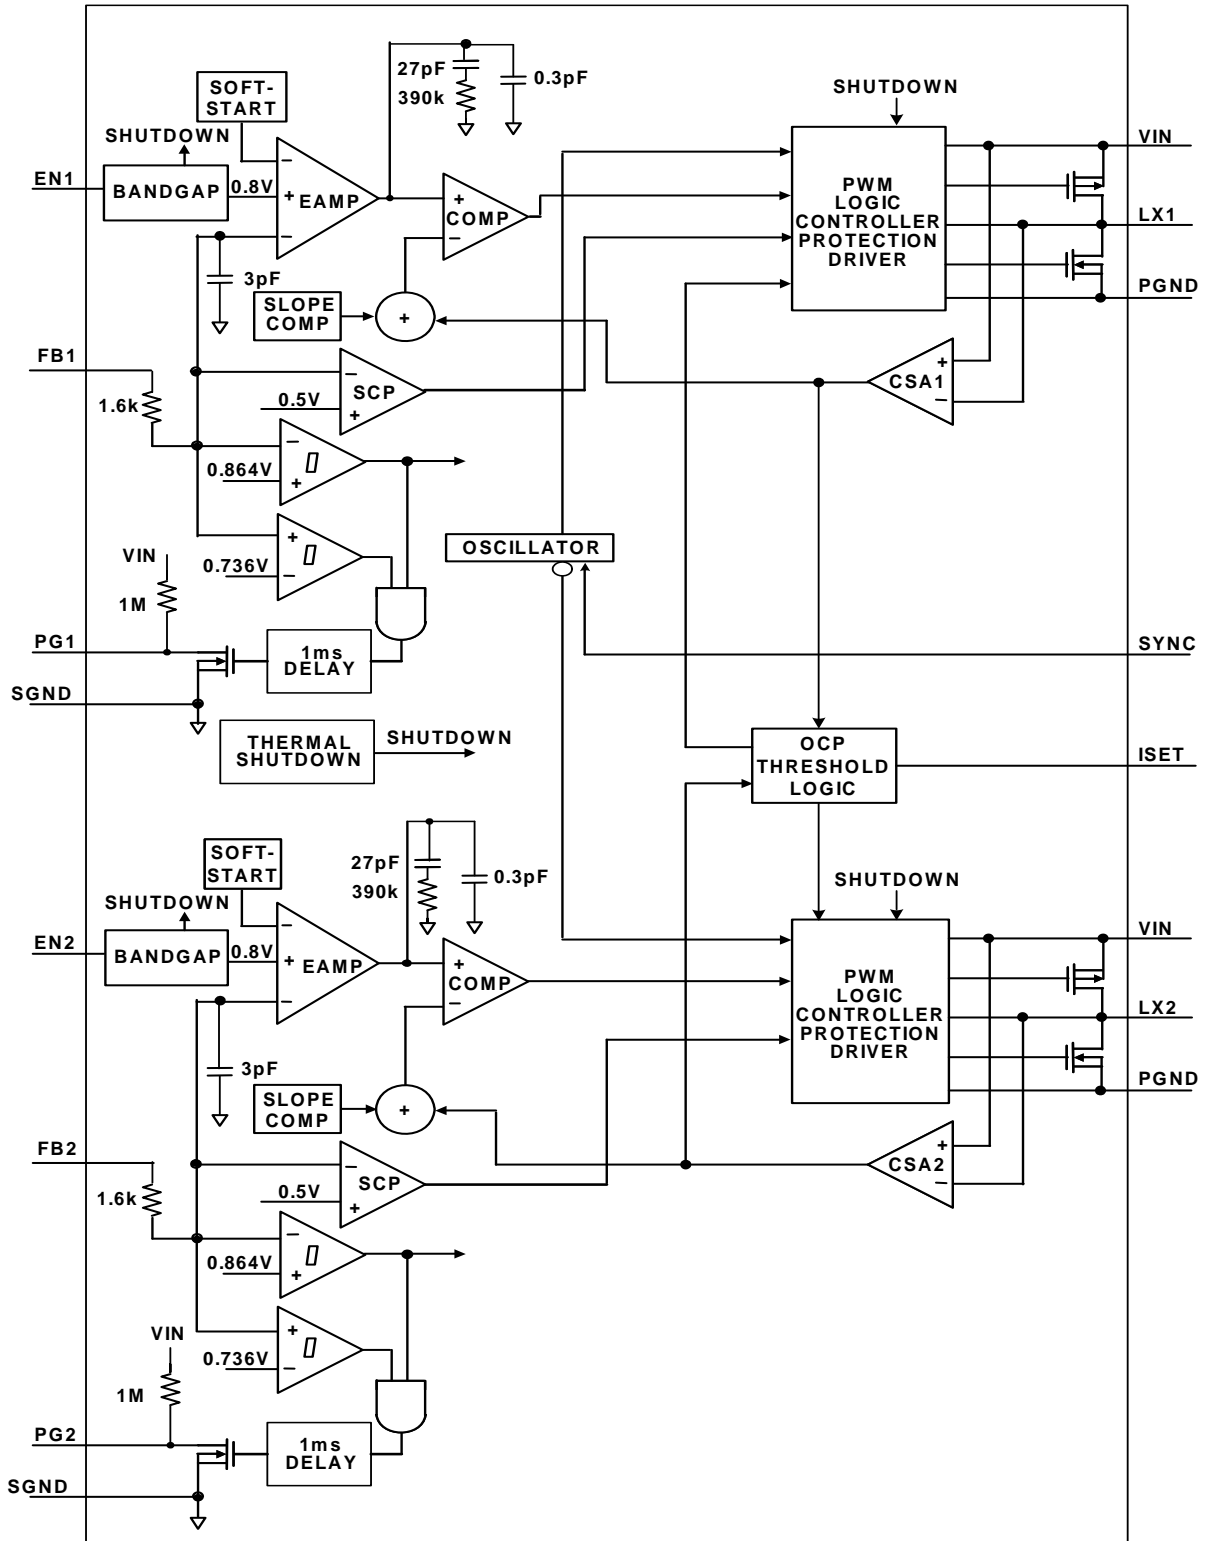 27pF
390k
0.3pF
SOFT-
START
SHUTDOWN
SHUTDOWN
VIN
EN1
BANDGAP
0.8V
−
+
−
EAMP
+
−
COMP
PWM
LOGIC
CONTROLLER
PROTECTION
DRIVER
LX1
3pF
SLOPE
COMP
+
PGND
FB1
1.6k
−
+
SCP
0.5V
+
−
CSA1
−
+
0.864V
+
−
0.736V
VIN
1M
OSCILLATOR
PG1
1ms
DELAY
SYNC
SGND
THERMAL
SHUTDOWN
SHUTDOWN
OCP
THRESHOLD
LOGIC
ISET
27pF
390k
0.3pF
SOFT-
START
SHUTDOWN
SHUTDOWN
VIN
EN2
BANDGAP
0.8V
−
+
−
EAMP
+
−
COMP
PWM
LOGIC
CONTROLLER
PROTECTION
DRIVER
LX2
3pF
SLOPE
COMP
+
PGND
FB2
1.6k
−
+
SCP
0.5V
+
−
CSA2
−
+
0.864V
+
−
0.736V
VIN
1M
PG2
1ms
DELAY
SGND